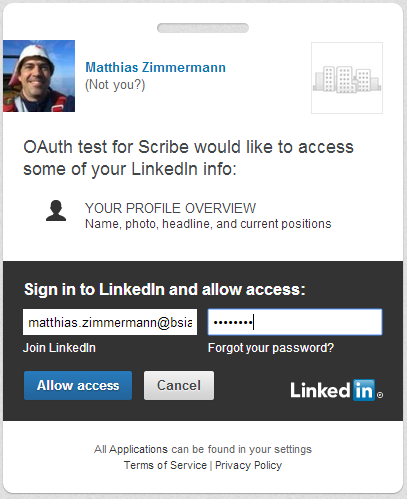 Matthias Zimmermann
(Not you?)
OAuth test for Scribe would like to access
some of your LinkedIn info:
YOUR PROFILE OVERVIEW
Name, photo, headline, and current positions
Sign in to LinkedIn and allow access:
matthias.zimmermann@bsia
••••••••
Join LinkedIn
Forgot your password?
Allow access
Cancel
Linked in®
All Applications can be found in your settings
Terms of Service | Privacy Policy